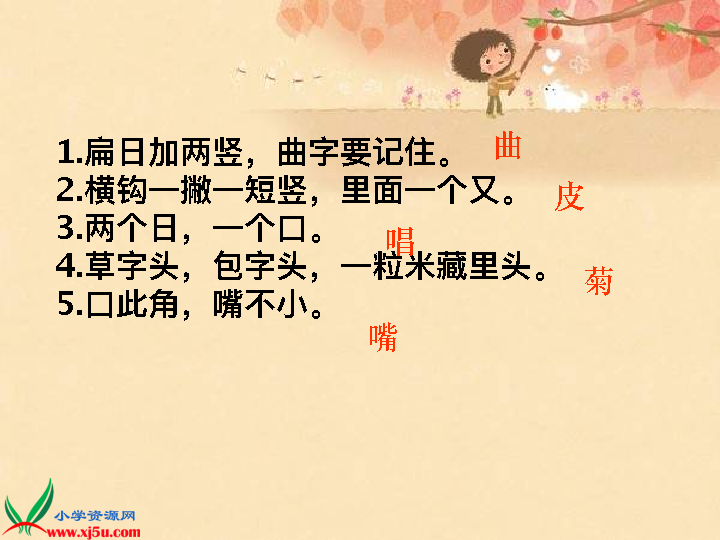 1.扁日加两竖，曲字要记住。 曲
2.横钩一撇一短竖，里面一个又。 皮
3.两个日，一个口。 唱
4.草字头，包字头，一粒米藏里头。 菊
5.口此角，嘴不小。
嘴
小学资源网
www.xj5u.com